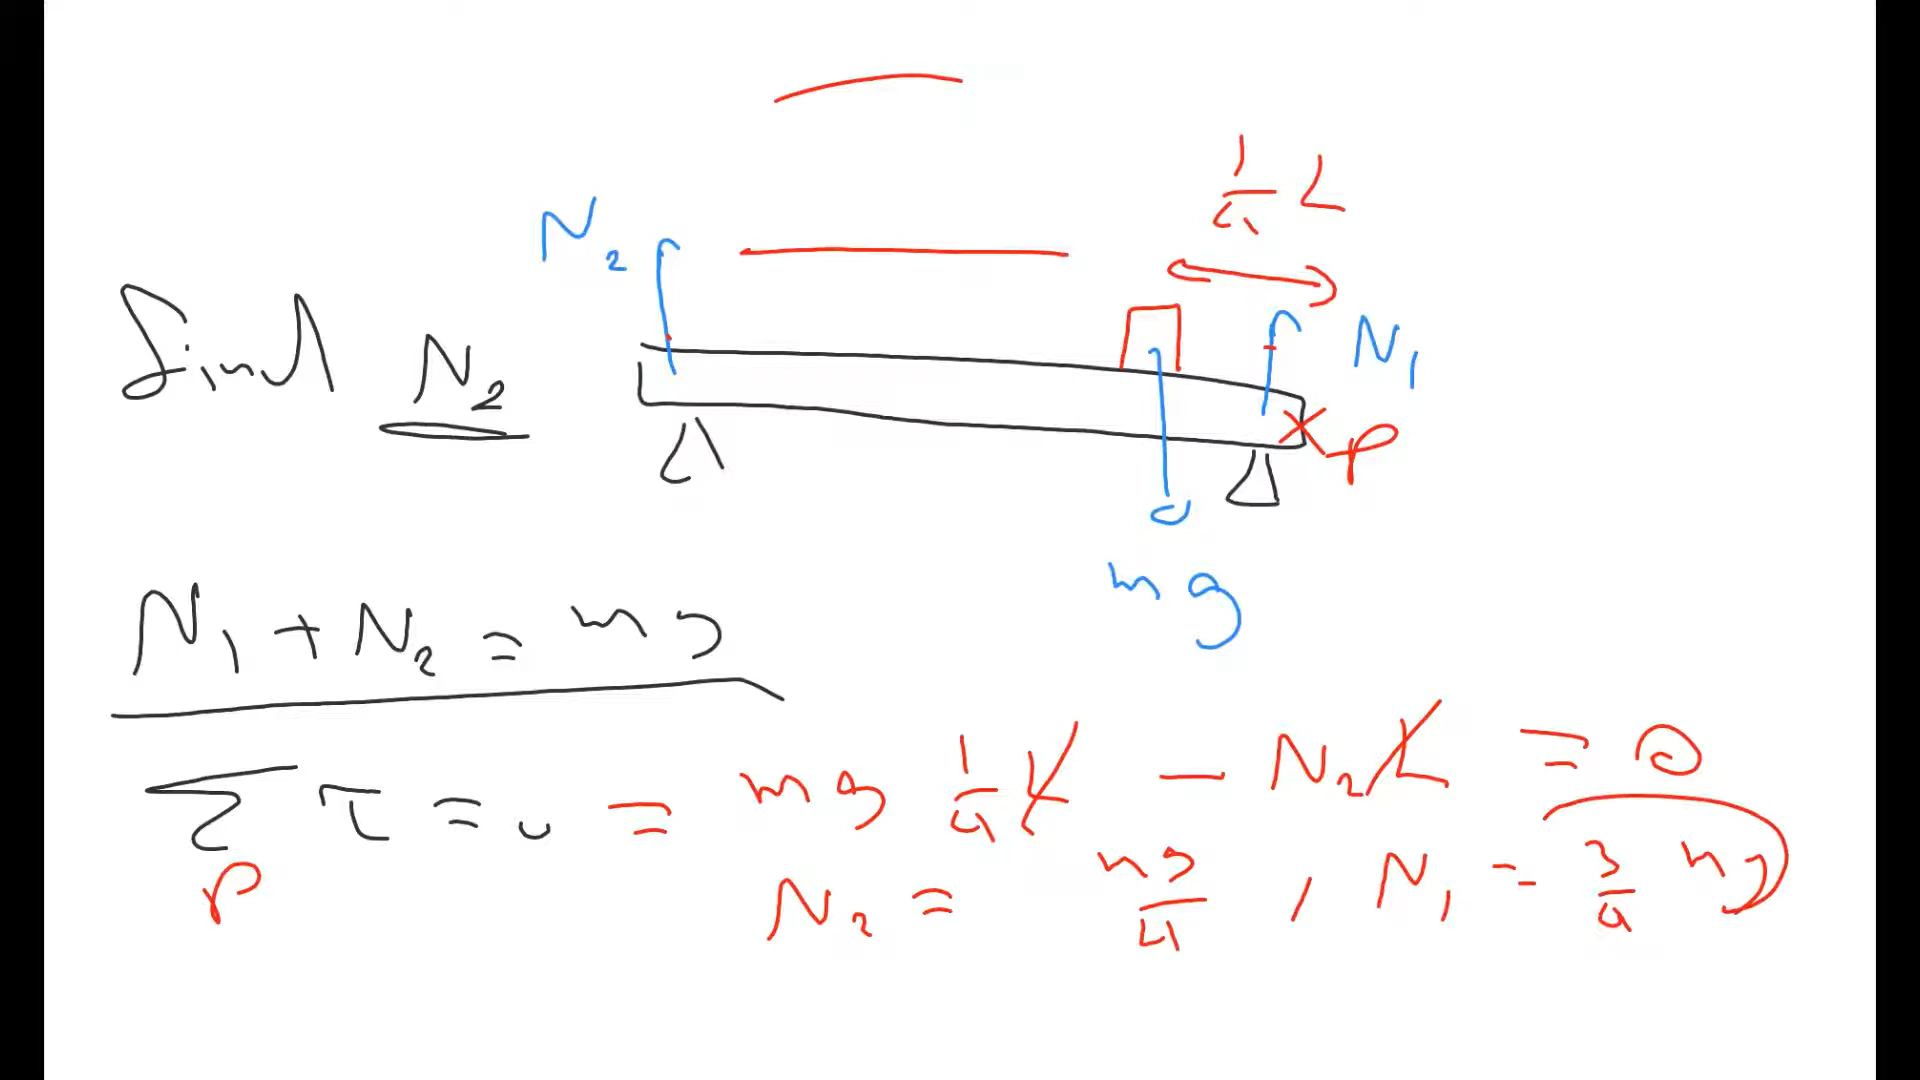 1/4 L
N₂
N₁
find N₂
P
mg
N₁ + N₂ = mg
Σ τ = 0 = mg 1/4 L − N₂ L = 0
P
N₂ = mg/4 , N₁ = 3/4 mg